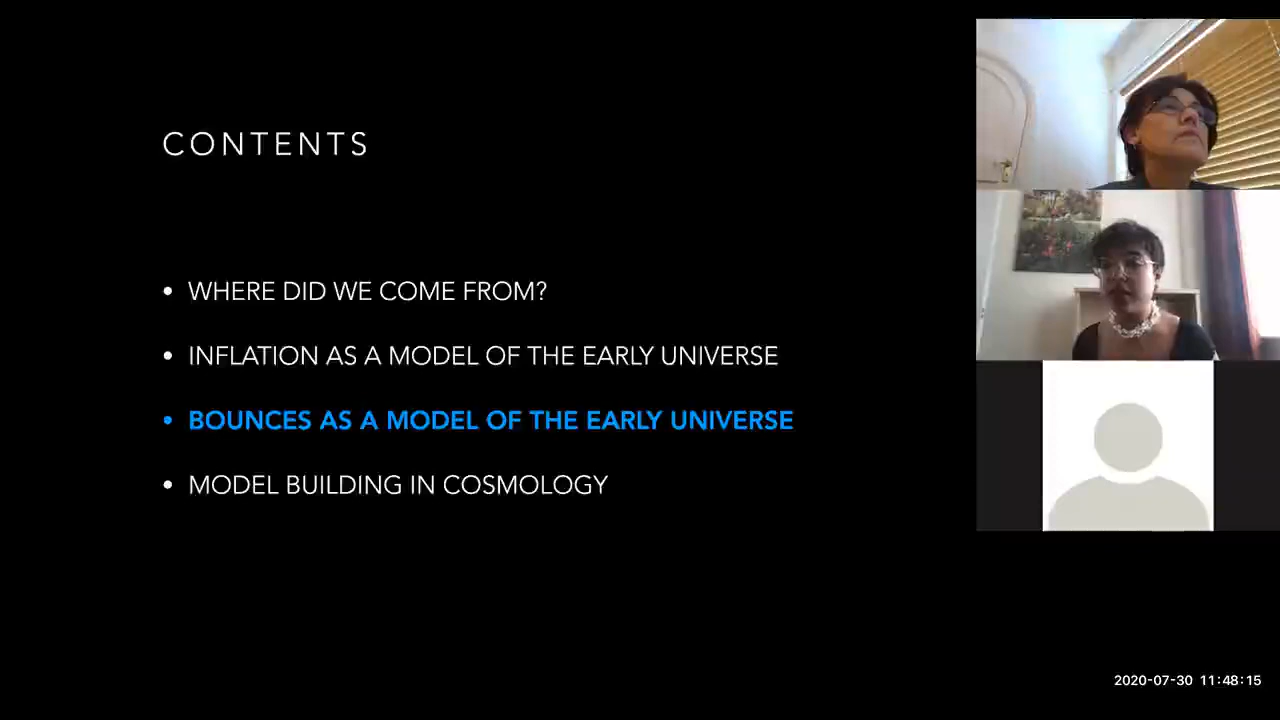 CONTENTS
• WHERE DID WE COME FROM?
• INFLATION AS A MODEL OF THE EARLY UNIVERSE
• BOUNCES AS A MODEL OF THE EARLY UNIVERSE
• MODEL BUILDING IN COSMOLOGY
2020-07-30 11:48:15